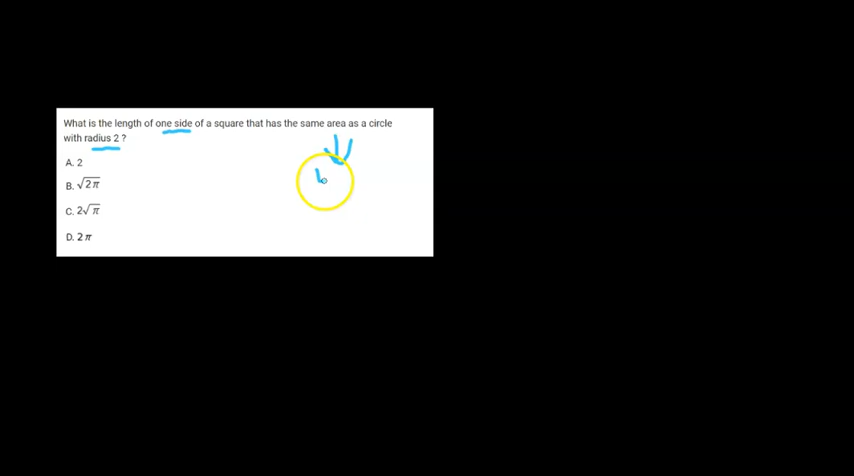 What is the length of one side of a square that has the same area as a circle
with radius 2 ?
A. 2
B. √2π
C. 2√π
D. 2π